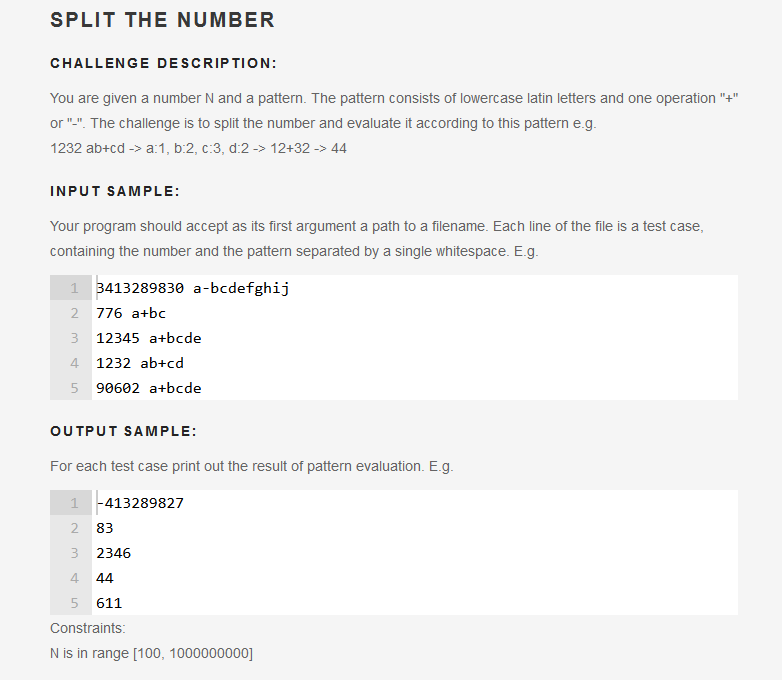 SPLIT THE NUMBER
CHALLENGE DESCRIPTION:
You are given a number N and a pattern. The pattern consists of lowercase latin letters and one operation "+"
or "-". The challenge is to split the number and evaluate it according to this pattern e.g.
1232 ab+cd -> a:1, b:2, c:3, d:2 -> 12+32 -> 44
INPUT SAMPLE:
Your program should accept as its first argument a path to a filename. Each line of the file is a test case,
containing the number and the pattern separated by a single whitespace. E.g.
1 3413289830 a-bcdefghij
2 776 a+bc
3 12345 a+bcde
4 1232 ab+cd
5 90602 a+bcde
OUTPUT SAMPLE:
For each test case print out the result of pattern evaluation. E.g.
1 -413289827
2 83
3 2346
4 44
5 611
Constraints:
N is in range [100, 1000000000]